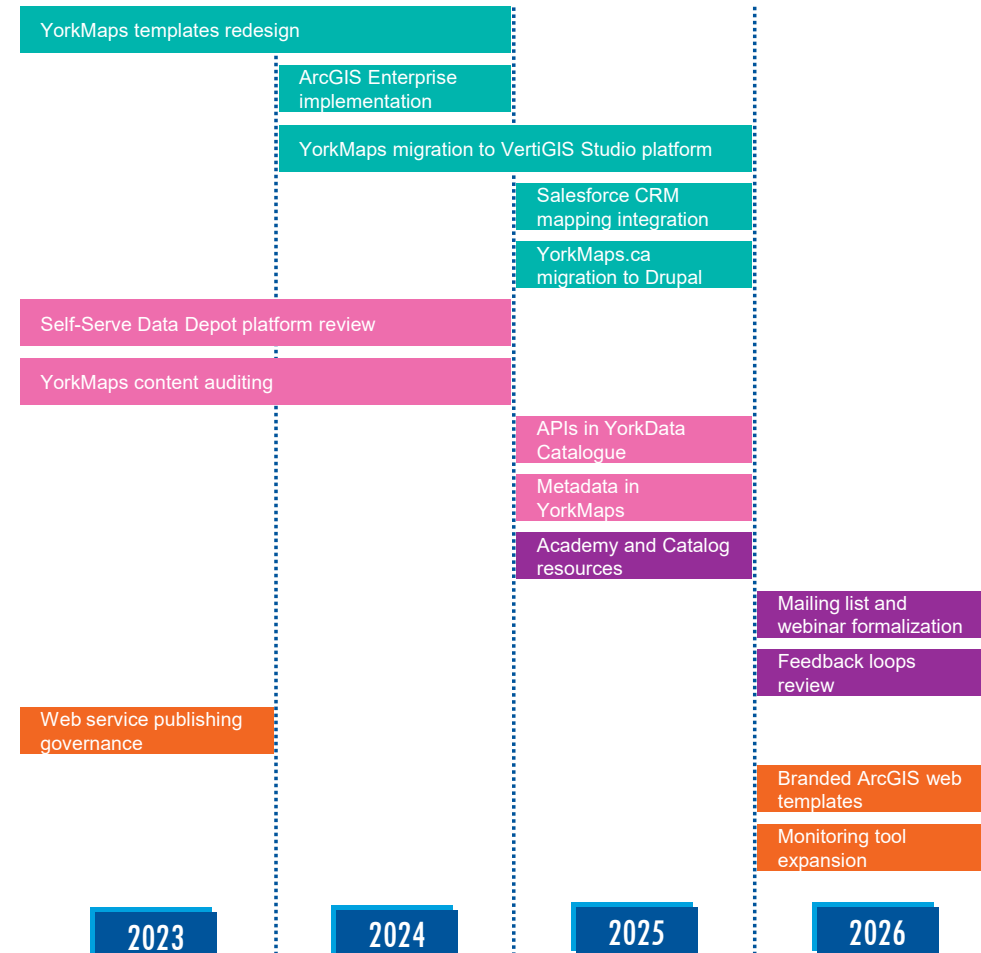 YorkMaps templates redesign
ArcGIS Enterprise
implementation
YorkMaps migration to VertiGIS Studio platform
Salesforce CRM
mapping integration
YorkMaps.ca
migration to Drupal
Self-Serve Data Depot platform review
YorkMaps content auditing
APIs in YorkData
Catalogue
Metadata in
YorkMaps
Academy and Catalog
resources
Mailing list and
webinar formalization
Feedback loops
review
Web service publishing
governance
Branded ArcGIS web
templates
Monitoring tool
expansion
2023
2024
2025
2026